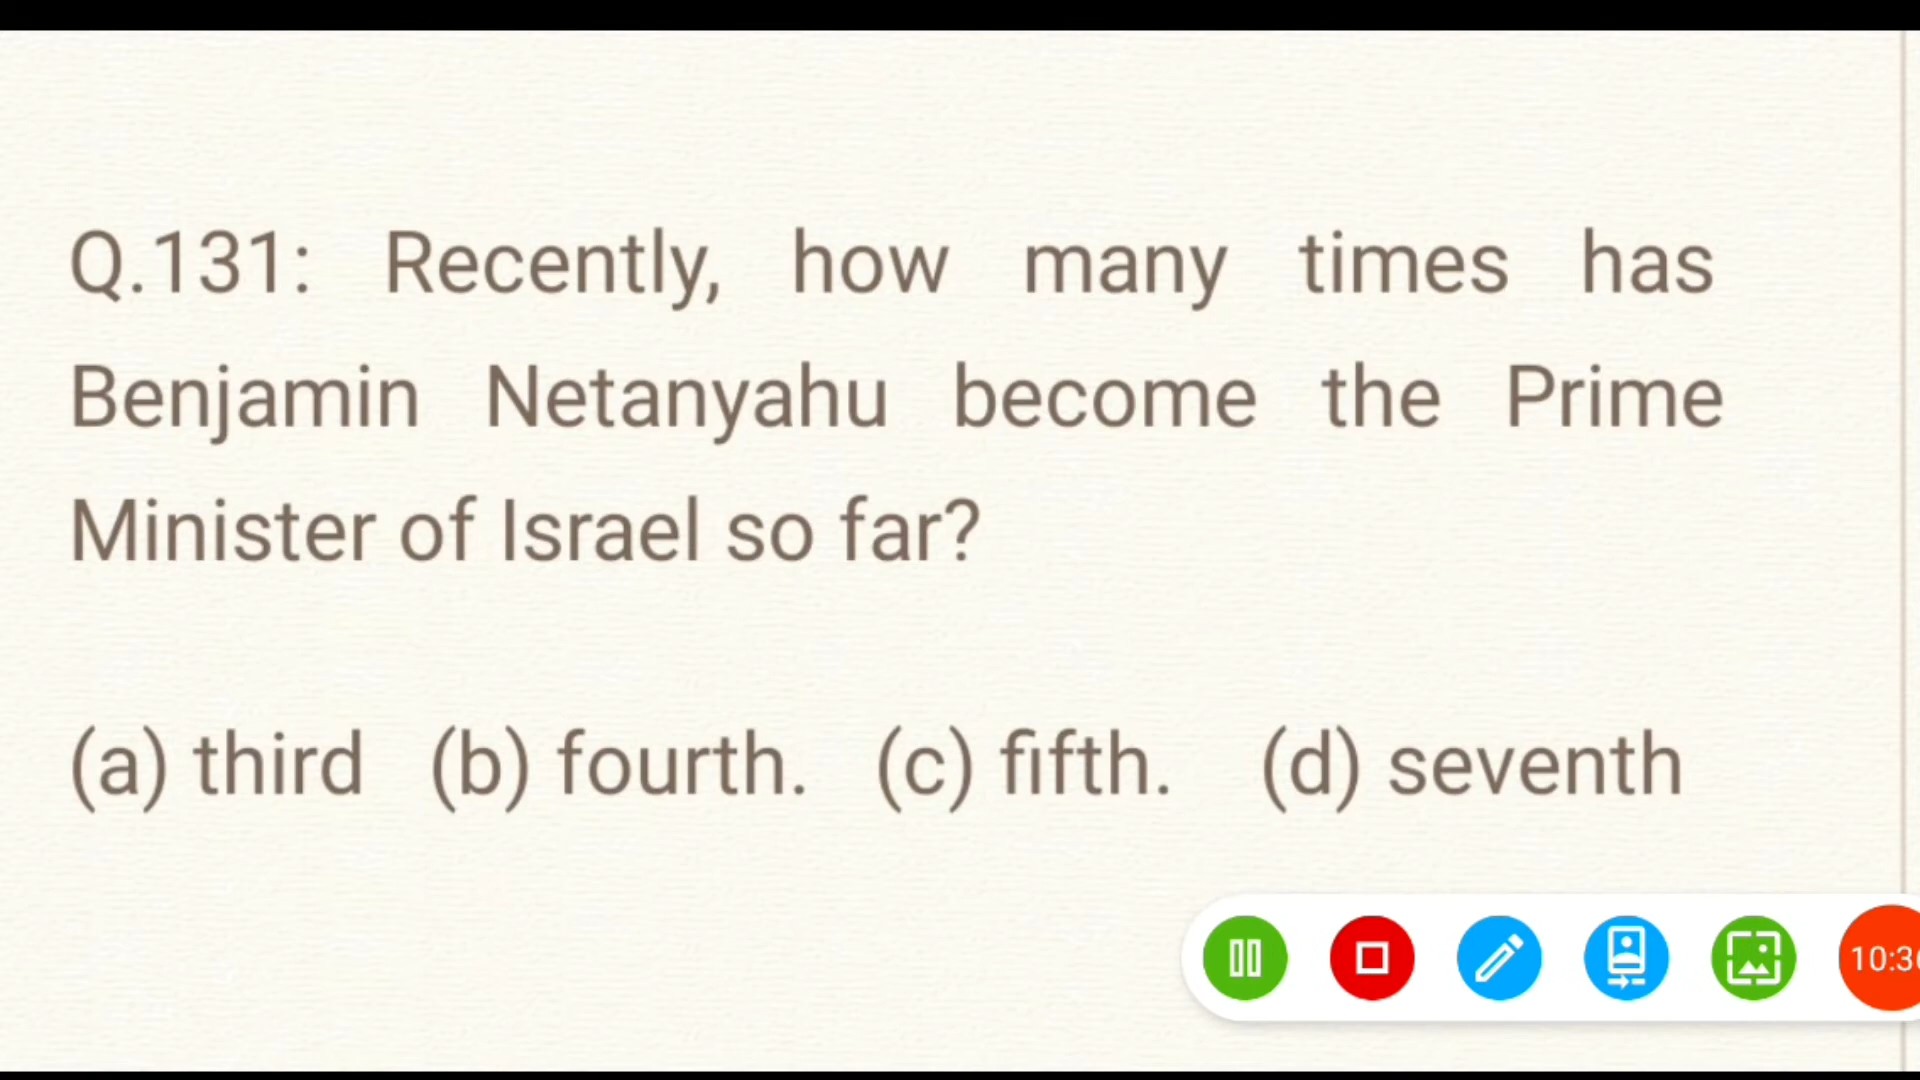 Q.131: Recently, how many times has
Benjamin Netanyahu become the Prime
Minister of Israel so far?
(a) third (b) fourth. (c) fifth. (d) seventh